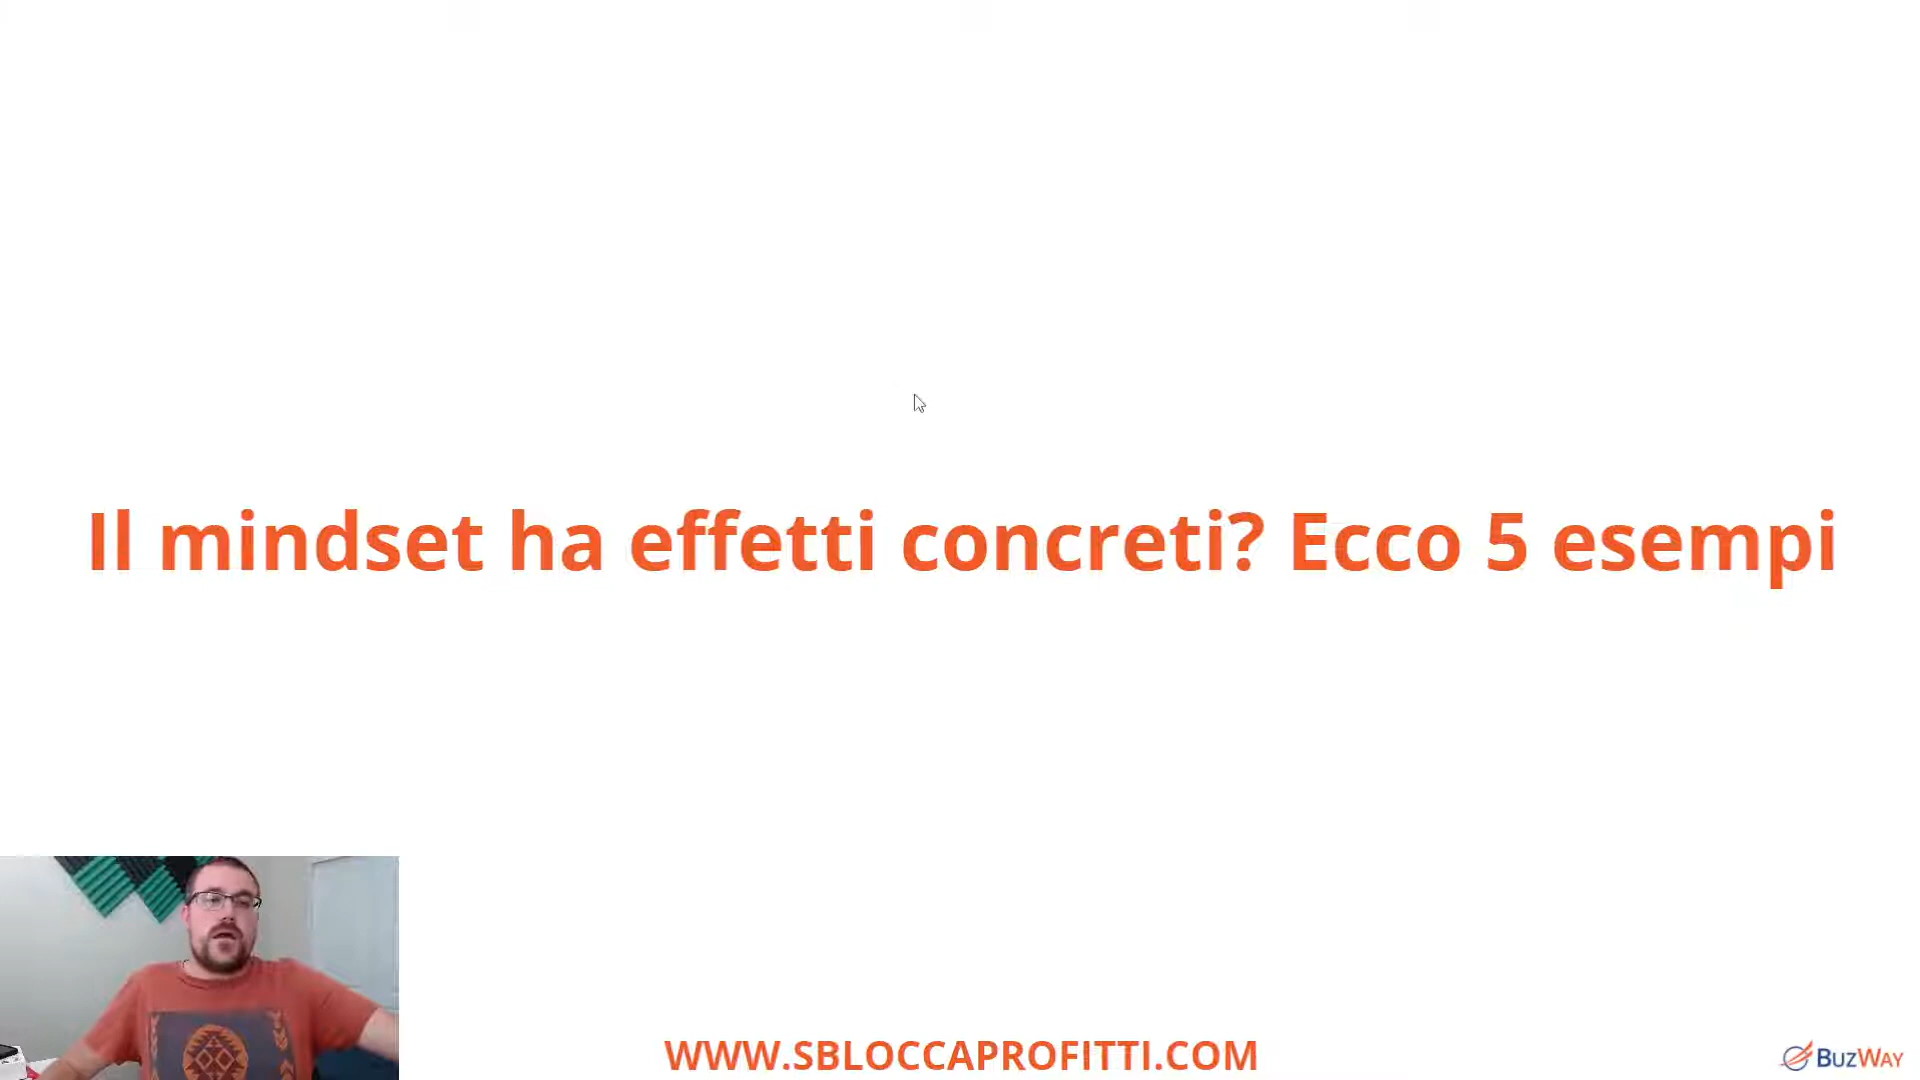 Il mindset ha effetti concreti? Ecco 5 esempi
WWW.SBLOCCAPROFITTI.COM
BUZWAY